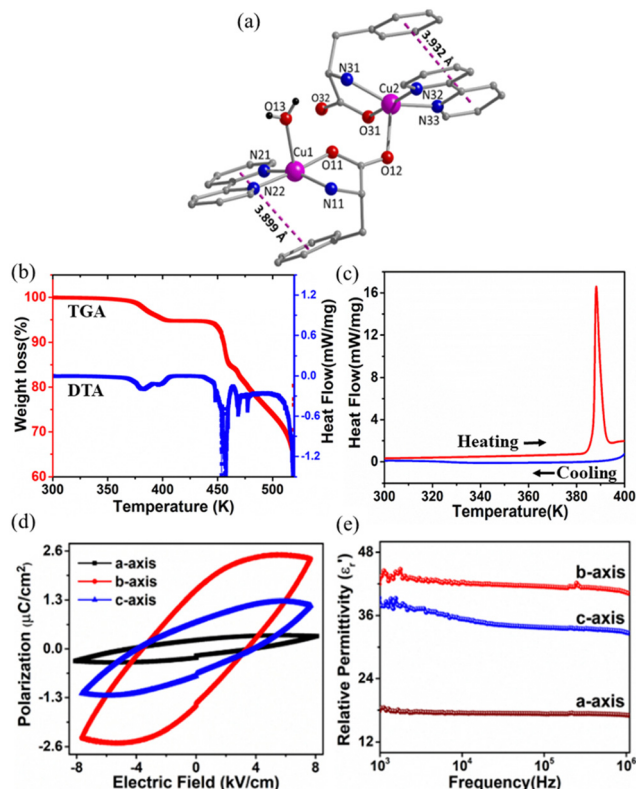 (a)
3.932 Å
N31
Cu2
N32
O32
O13
O31
N33
Cu1
N21
O11
O12
N22
N11
3.899 Å
(b)
100
TGA
1.2
90
0.6
80
0.0
DTA
70
-0.6
60
-1.2
300 350 400 450 500
Weight loss(%)
Heat Flow(mW/mg)
Temperature (K)
(c)
16
12
8
4
0
Heating
Cooling
300 320 340 360 380 400
Heat Flow(mW/mg)
Temperature(K)
(d)
2.6
1.3
0.0
-1.3
-2.6
a-axis
b-axis
c-axis
-8 -4 0 4 8
Polarization (μC/cm²)
Electric Field (kV/cm)
(e)
48
42
36
30
24
18
12
b-axis
c-axis
a-axis
10³ 10⁴ 10⁵ 10⁶
Relative Permittivity (εr')
Frequency(Hz)